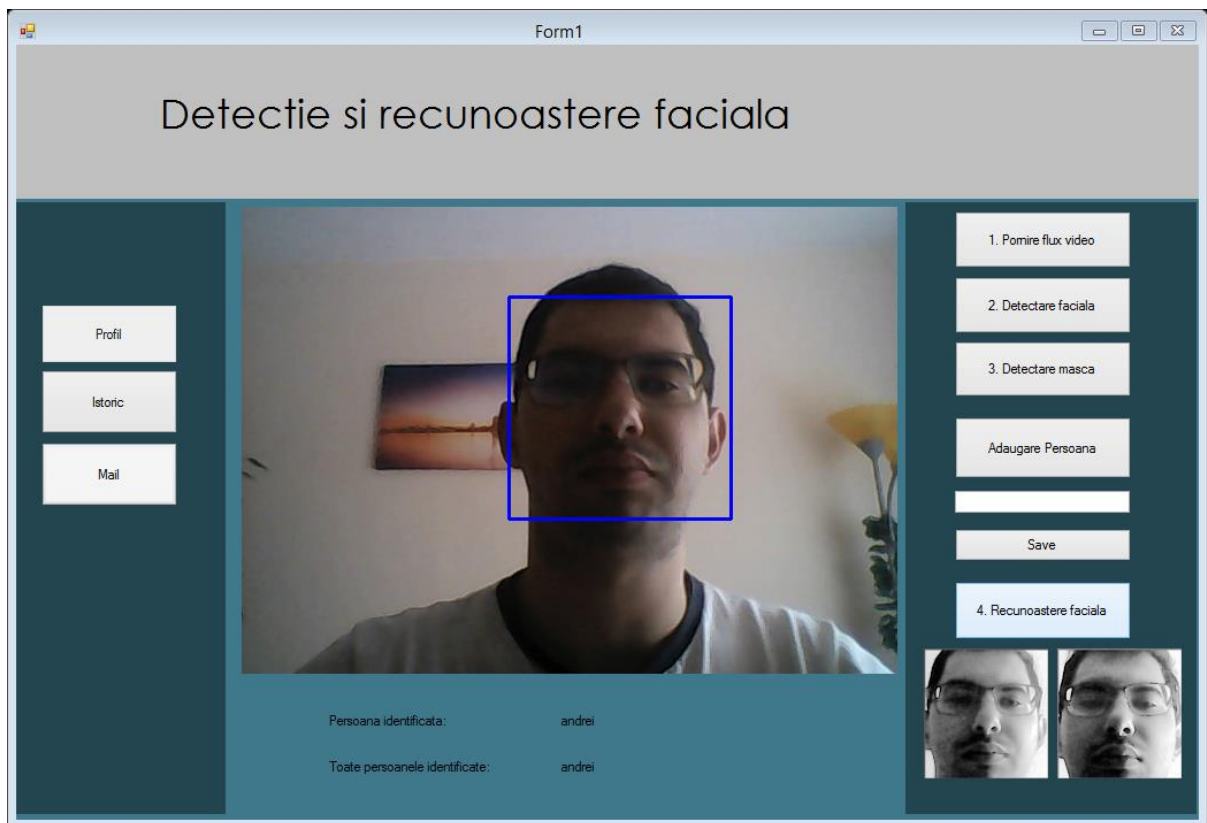 Form1
Detectie si recunoastere faciala
Profil
Istoric
Mail
1. Pornire flux video
2. Detectare faciala
3. Detectare masca
Adaugare Persoana
Save
4. Recunoastere faciala
Persoana identificata: andrei
Toate persoanele identificate: andrei